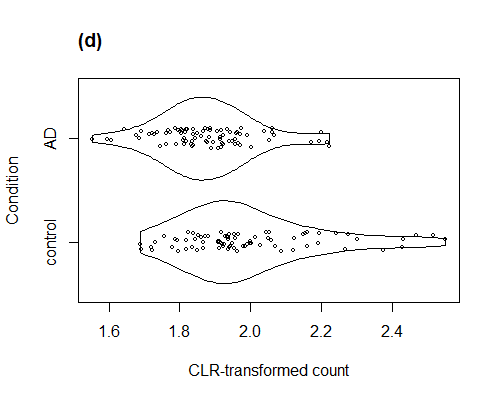 (d)
Condition
AD
control
1.6 1.8 2.0 2.2 2.4
CLR-transformed count